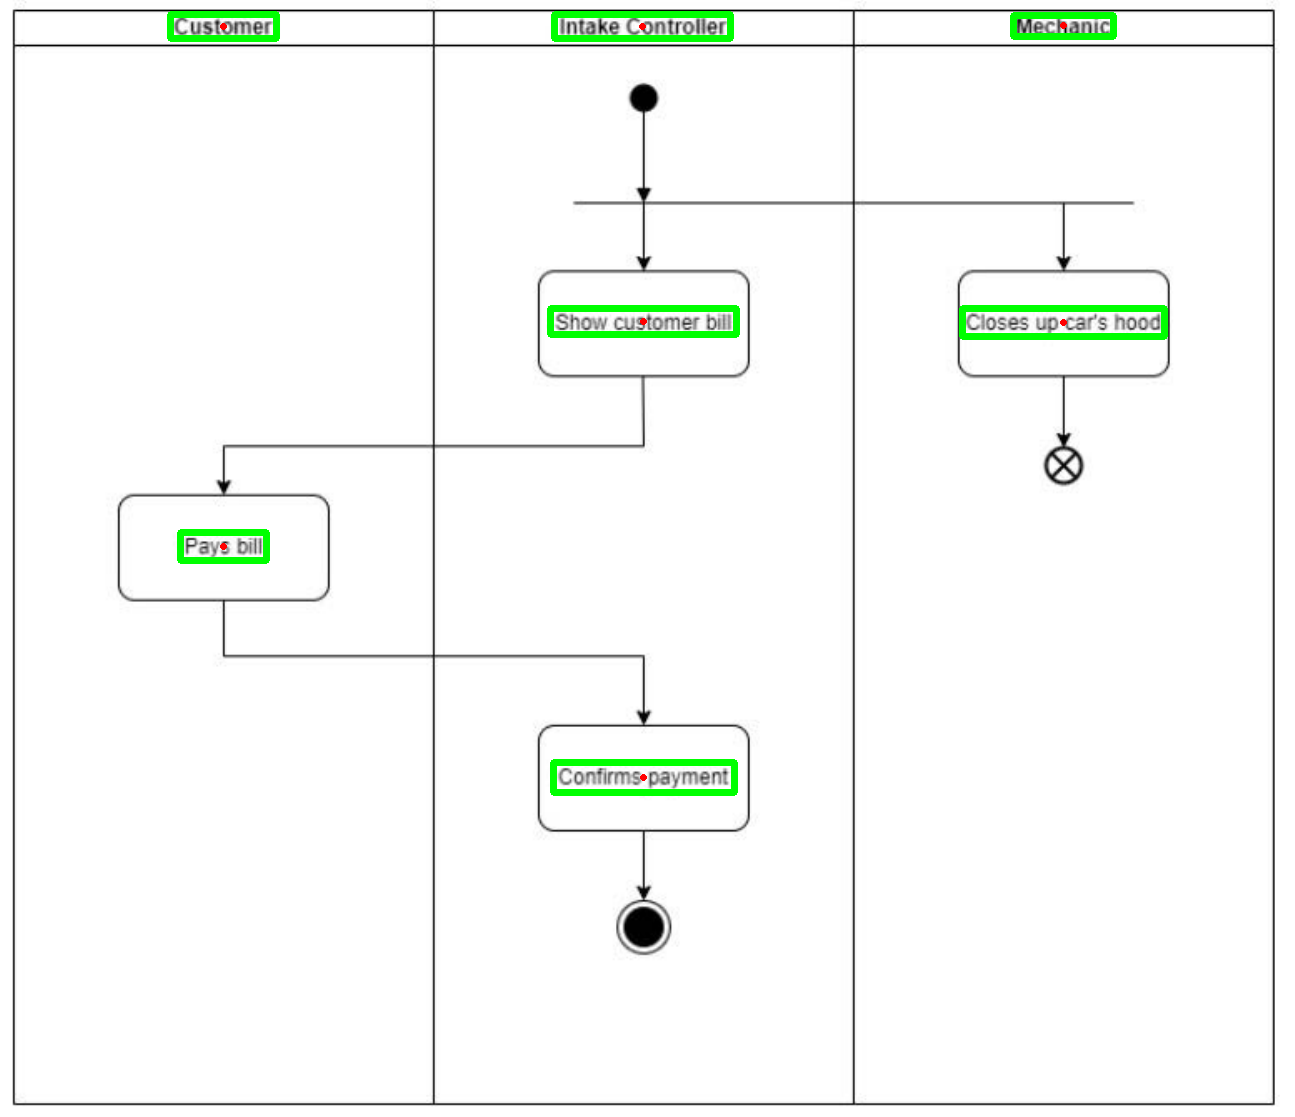 Customer
Intake Controller
Mechanic
Show customer bill
Closes up car's hood
Pays bill
Confirms payment